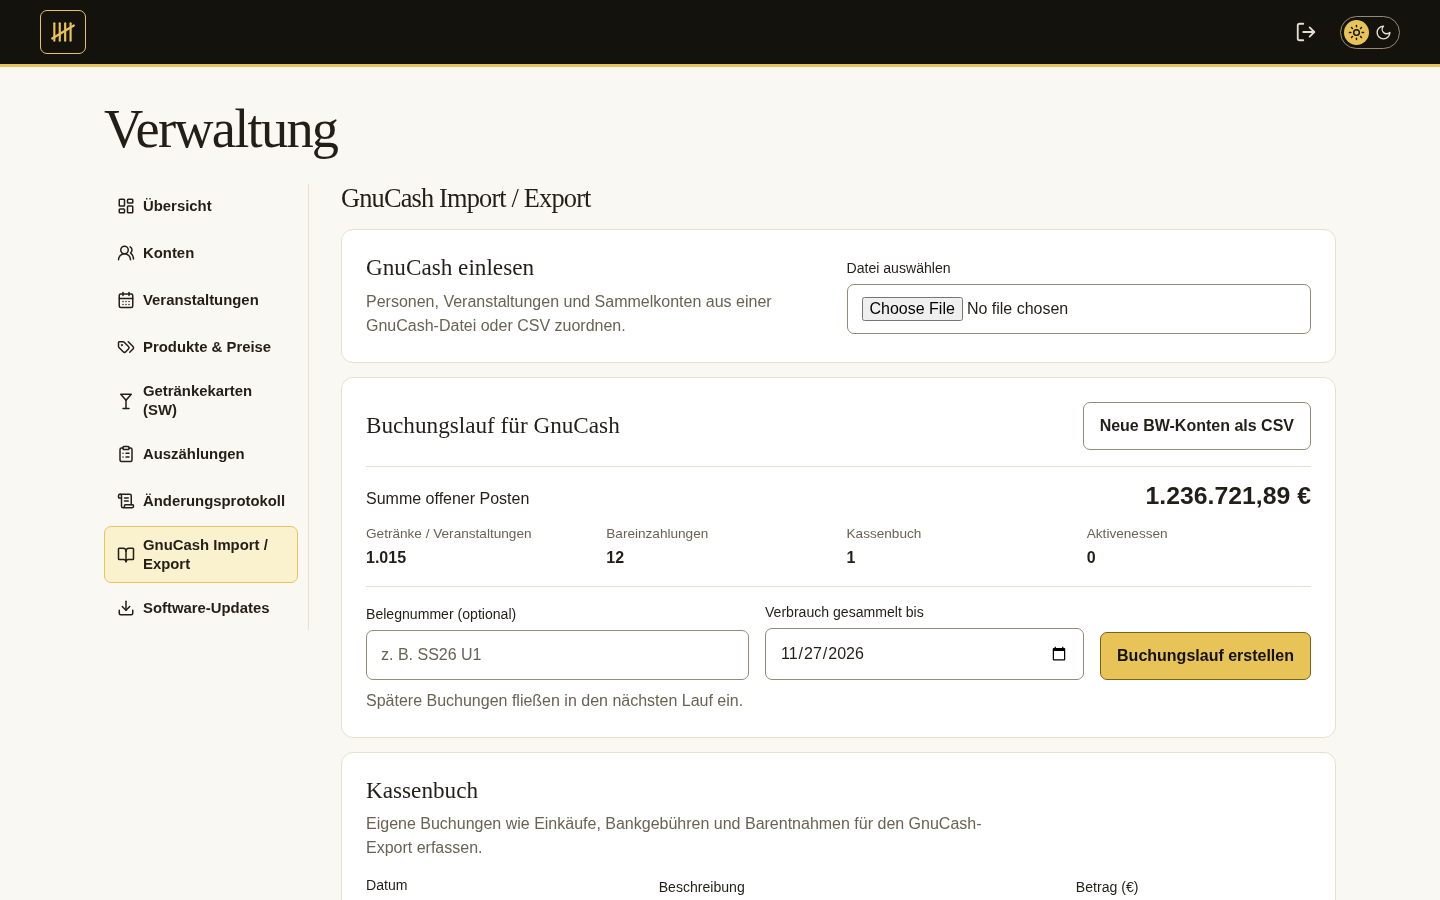 Verwaltung
Übersicht
Konten
Veranstaltungen
Produkte & Preise
Getränkekarten
(SW)
Auszählungen
Änderungsprotokoll
GnuCash Import /
Export
Software-Updates
GnuCash Import / Export
GnuCash einlesen
Personen, Veranstaltungen und Sammelkonten aus einer
GnuCash-Datei oder CSV zuordnen.
Datei auswählen
Choose File No file chosen
Buchungslauf für GnuCash
Neue BW-Konten als CSV
Summe offener Posten
1.236.721,89 €
Getränke / Veranstaltungen
1.015
Bareinzahlungen
12
Kassenbuch
1
Aktivenessen
0
Belegnummer (optional)
z. B. SS26 U1
Verbrauch gesammelt bis
11/27/2026
Buchungslauf erstellen
Spätere Buchungen fließen in den nächsten Lauf ein.
Kassenbuch
Eigene Buchungen wie Einkäufe, Bankgebühren und Barentnahmen für den GnuCash-
Export erfassen.
Datum
Beschreibung
Betrag (€)